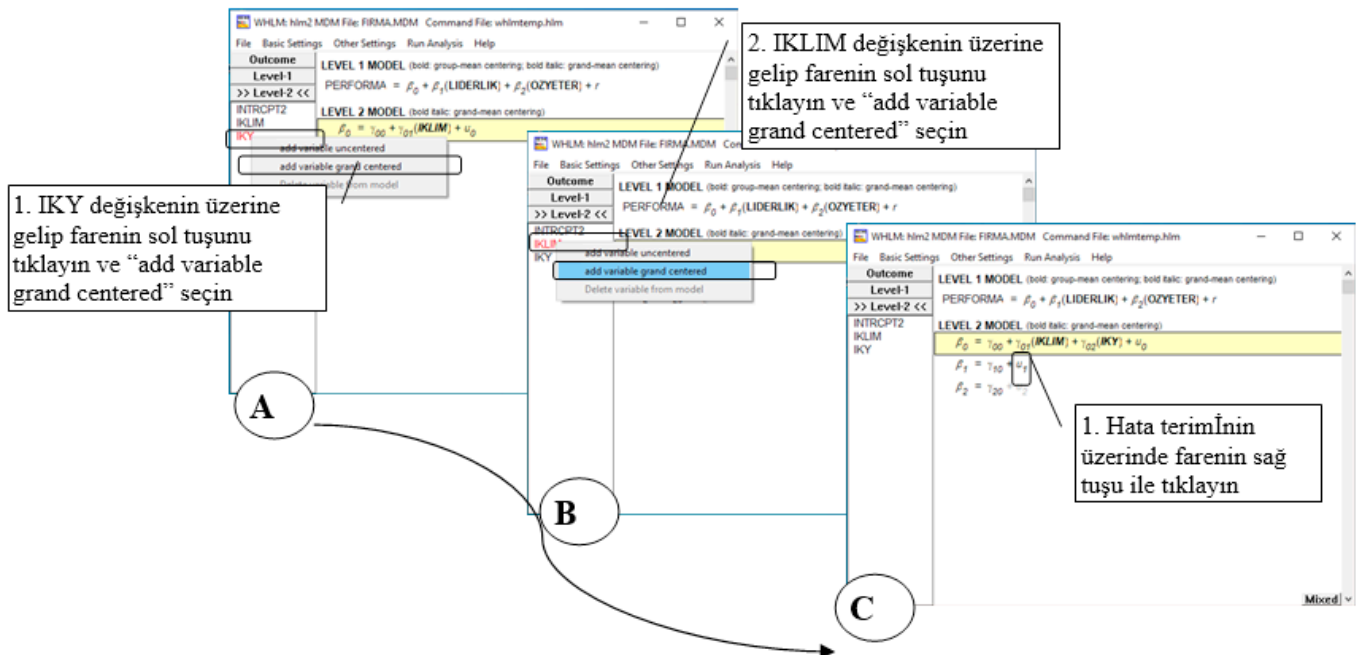 WHLM: hlm2 MDM File: FIRMA.MDM Command File: whlmtemp.hlm
File Basic Settings Other Settings Run Analysis Help
Outcome
Level-1
>> Level-2 <<
INTRCPT2
IKLIM
IKY
LEVEL 1 MODEL (bold: group-mean centering; bold italic: grand-mean centering)
PERFORMA = β0 + β1(LIDERLIK) + β2(OZYETER) + r
LEVEL 2 MODEL (bold italic: grand-mean centering)
β0 = γ00 + γ01(IKLIM) + u0
add variable uncentered
add variable grand centered
Delete variable from model
1. IKY değişkenin üzerine
gelip farenin sol tuşunu
tıklayın ve “add variable
grand centered” seçin
A
2. IKLIM değişkenin üzerine
gelip farenin sol tuşunu
tıklayın ve “add variable
grand centered” seçin
WHLM: hlm2 MDM File: FIRMA.MDM
File Basic Settings Other Settings Run Analysis Help
Outcome
Level-1
>> Level-2 <<
INTRCPT2
IKLIM
IKY
LEVEL 1 MODEL (bold: group-mean centering; bold italic: grand-mean centering)
PERFORMA = β0 + β1(LIDERLIK) + β2(OZYETER) + r
LEVEL 2 MODEL (bold italic: grand-mean centering)
add variable uncentered
add variable grand centered
Delete variable from model
B
WHLM: hlm2 MDM File: FIRMA.MDM Command File: whlmtemp.hlm
File Basic Settings Other Settings Run Analysis Help
Outcome
Level-1
>> Level-2 <<
INTRCPT2
IKLIM
IKY
LEVEL 1 MODEL (bold: group-mean centering; bold italic: grand-mean centering)
PERFORMA = β0 + β1(LIDERLIK) + β2(OZYETER) + r
LEVEL 2 MODEL (bold italic: grand-mean centering)
β0 = γ00 + γ01(IKLIM) + γ02(IKY) + u0
β1 = γ10 + u1
β2 = γ20 + u2
1. Hata terimİnin
üzerinde farenin sağ
tuşu ile tıklayın
C
Mixed